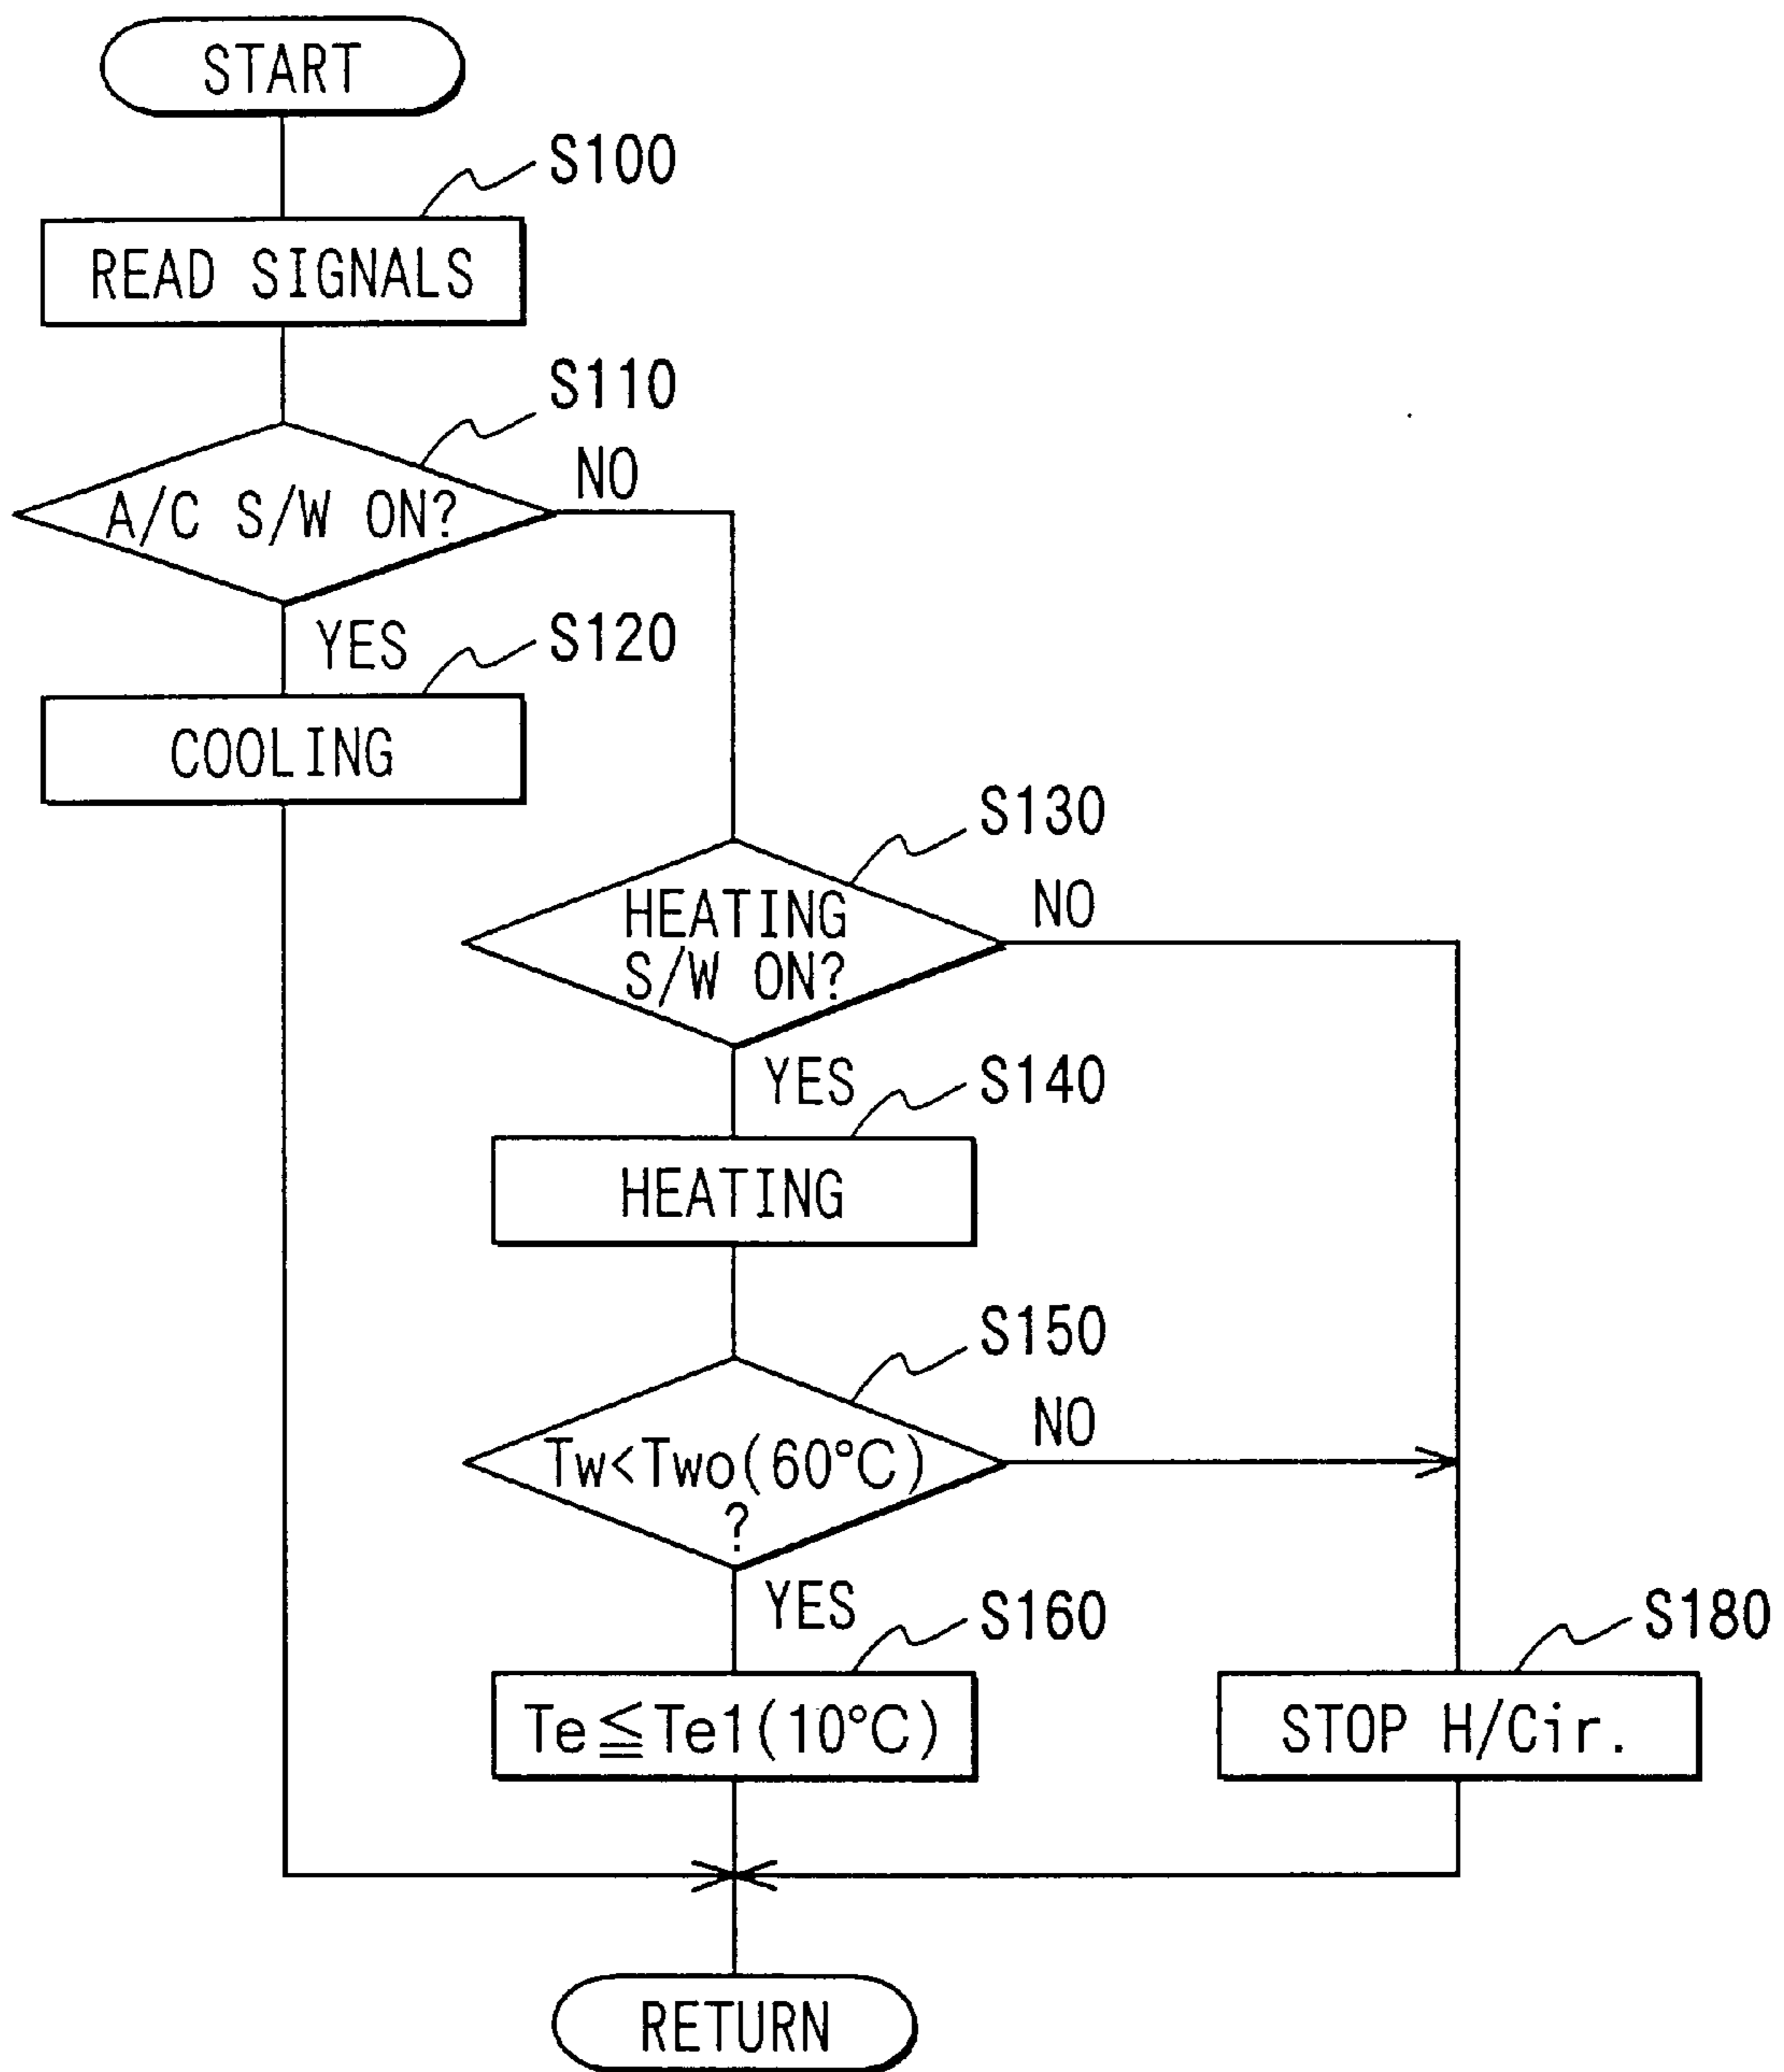 START
S100
READ SIGNALS
S110
A/C S/W ON?
NO
YES
S120
COOLING
S130
HEATING
S/W ON?
NO
YES
S140
HEATING
S150
Tw<Two(60°C)
?
NO
YES
S160
Te≦Te1(10°C)
S180
STOP H/Cir.
RETURN